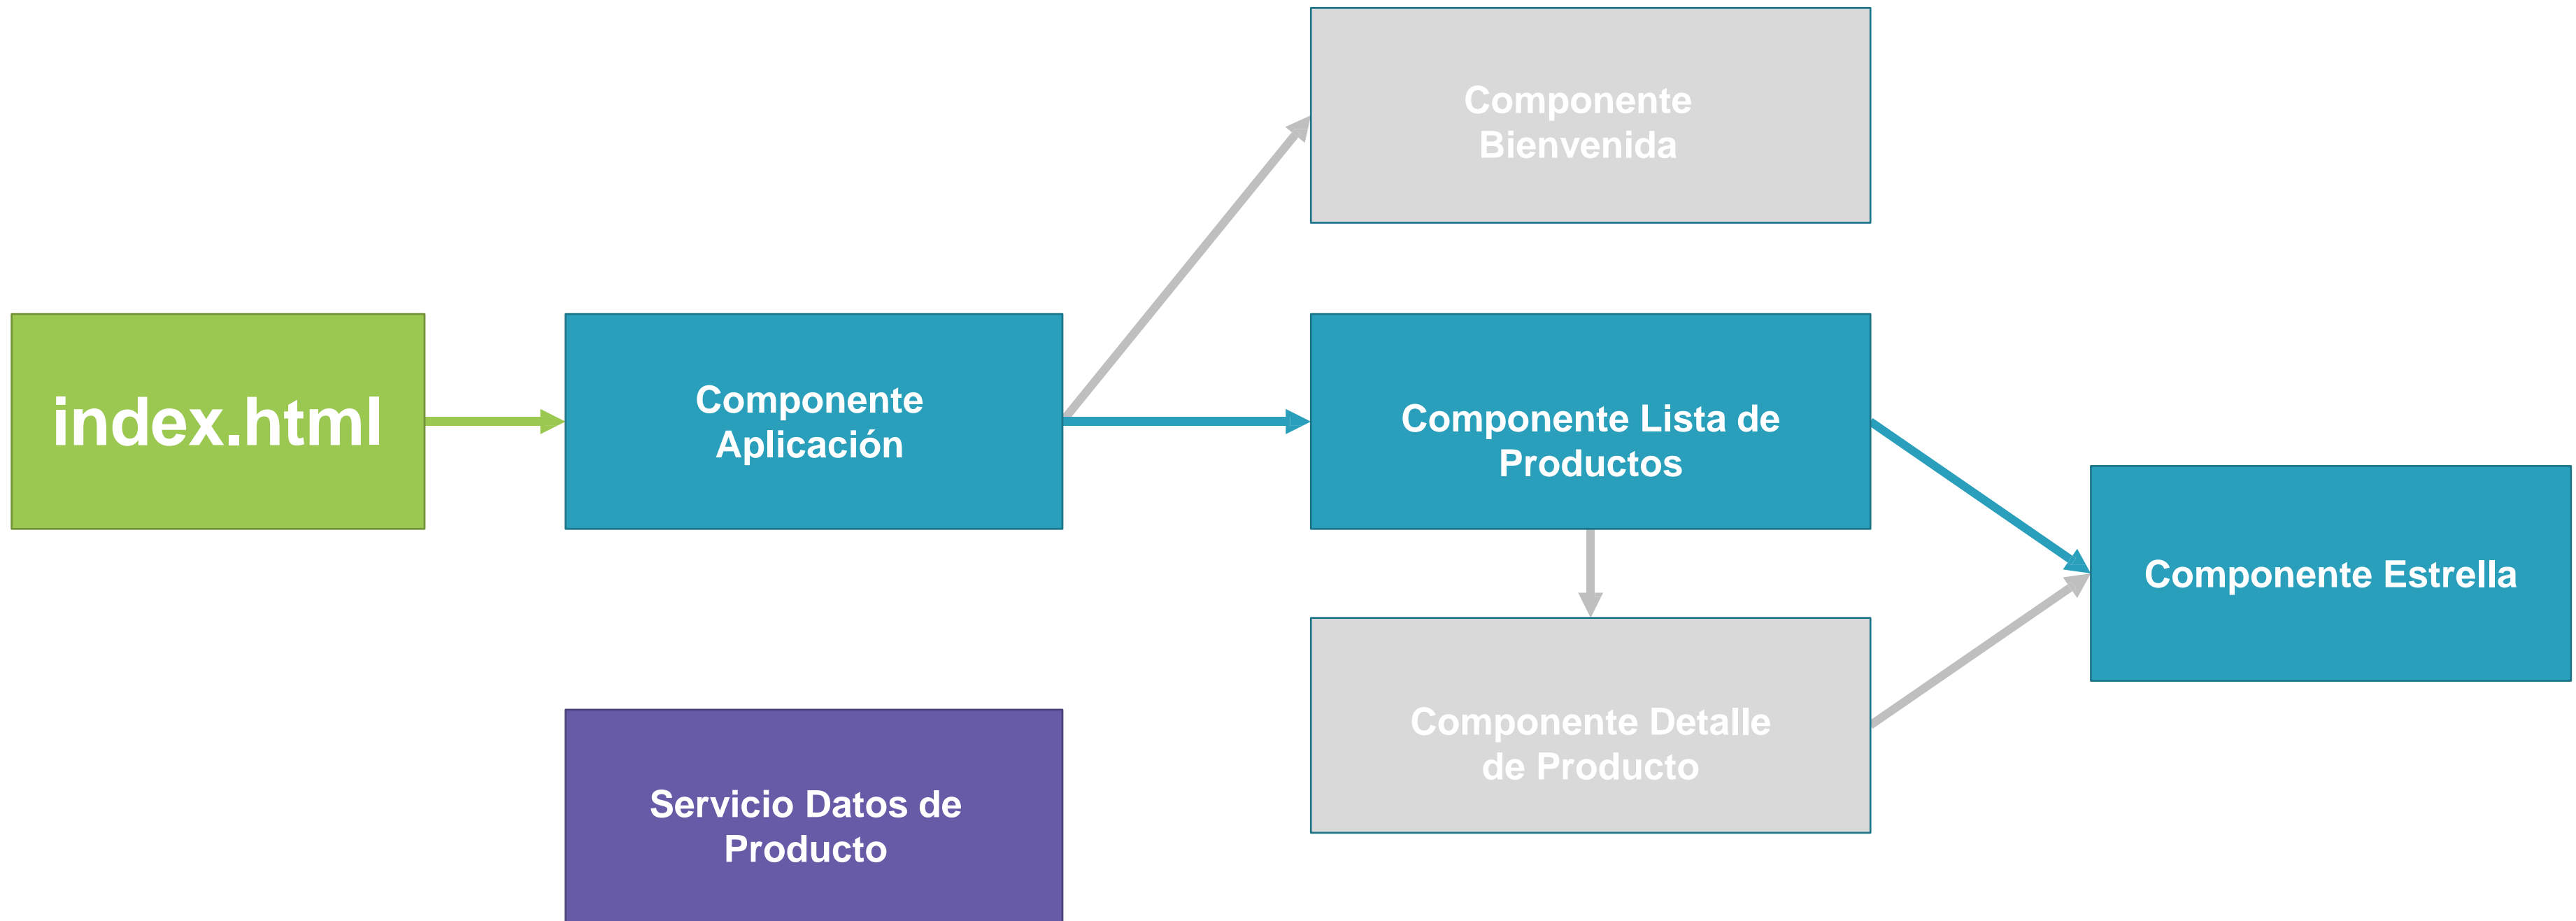 Componente
Bienvenida
index.html
Componente
Aplicación
Componente Lista de
Productos
Componente Estrella
Componente Detalle
de Producto
Servicio Datos de
Producto